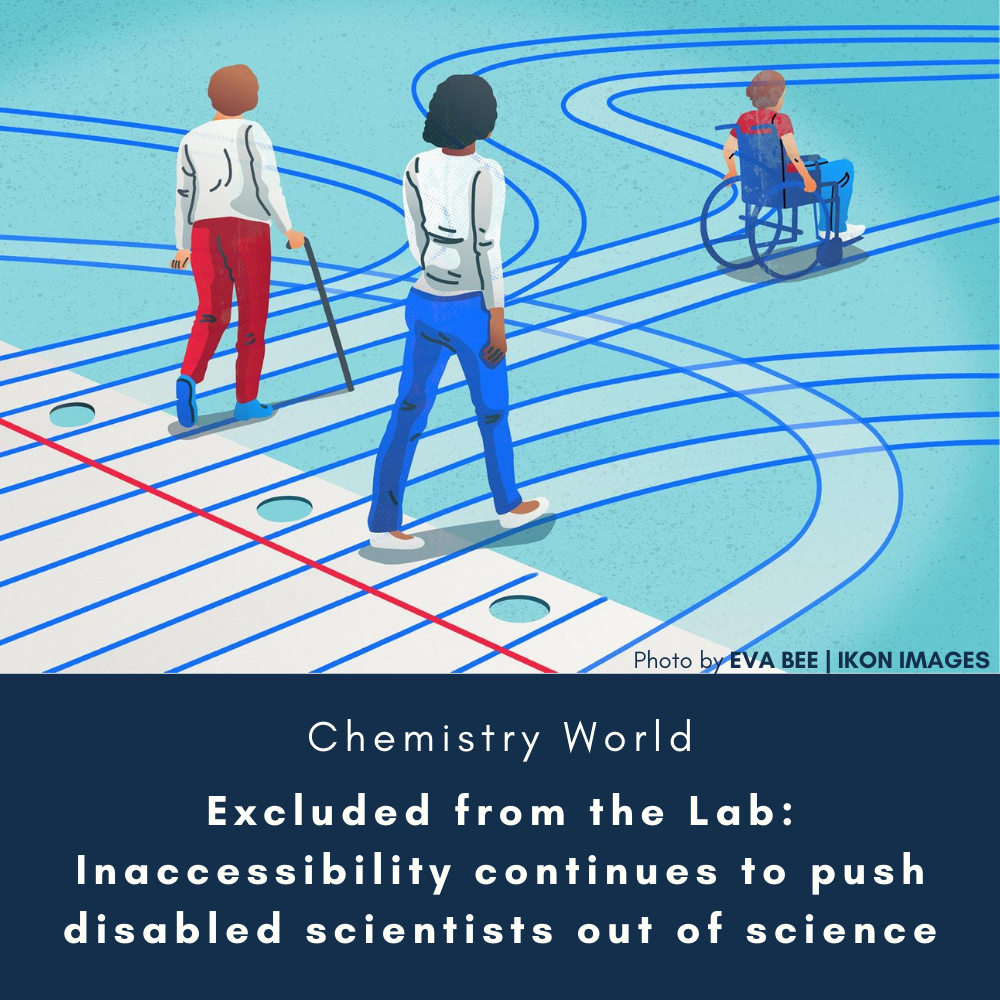 Photo by EVA BEE | IKON IMAGES
Chemistry World
Excluded from the Lab:
Inaccessibility continues to push
disabled scientists out of science